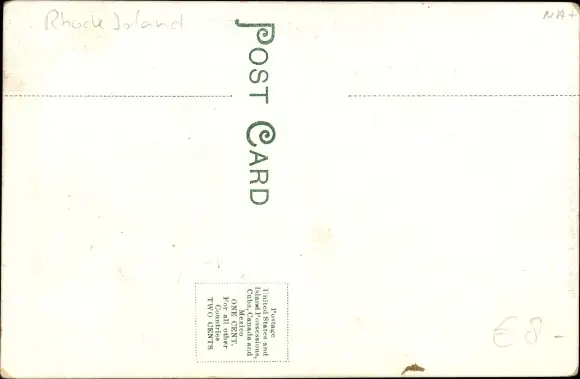 Rhode Island
NA+
POST CARD
Postage
United States and
Island Possessions,
Cuba, Canada and
Mexico
ONE CENT.
For all other
Countries
TWO CENTS
€ 8 -